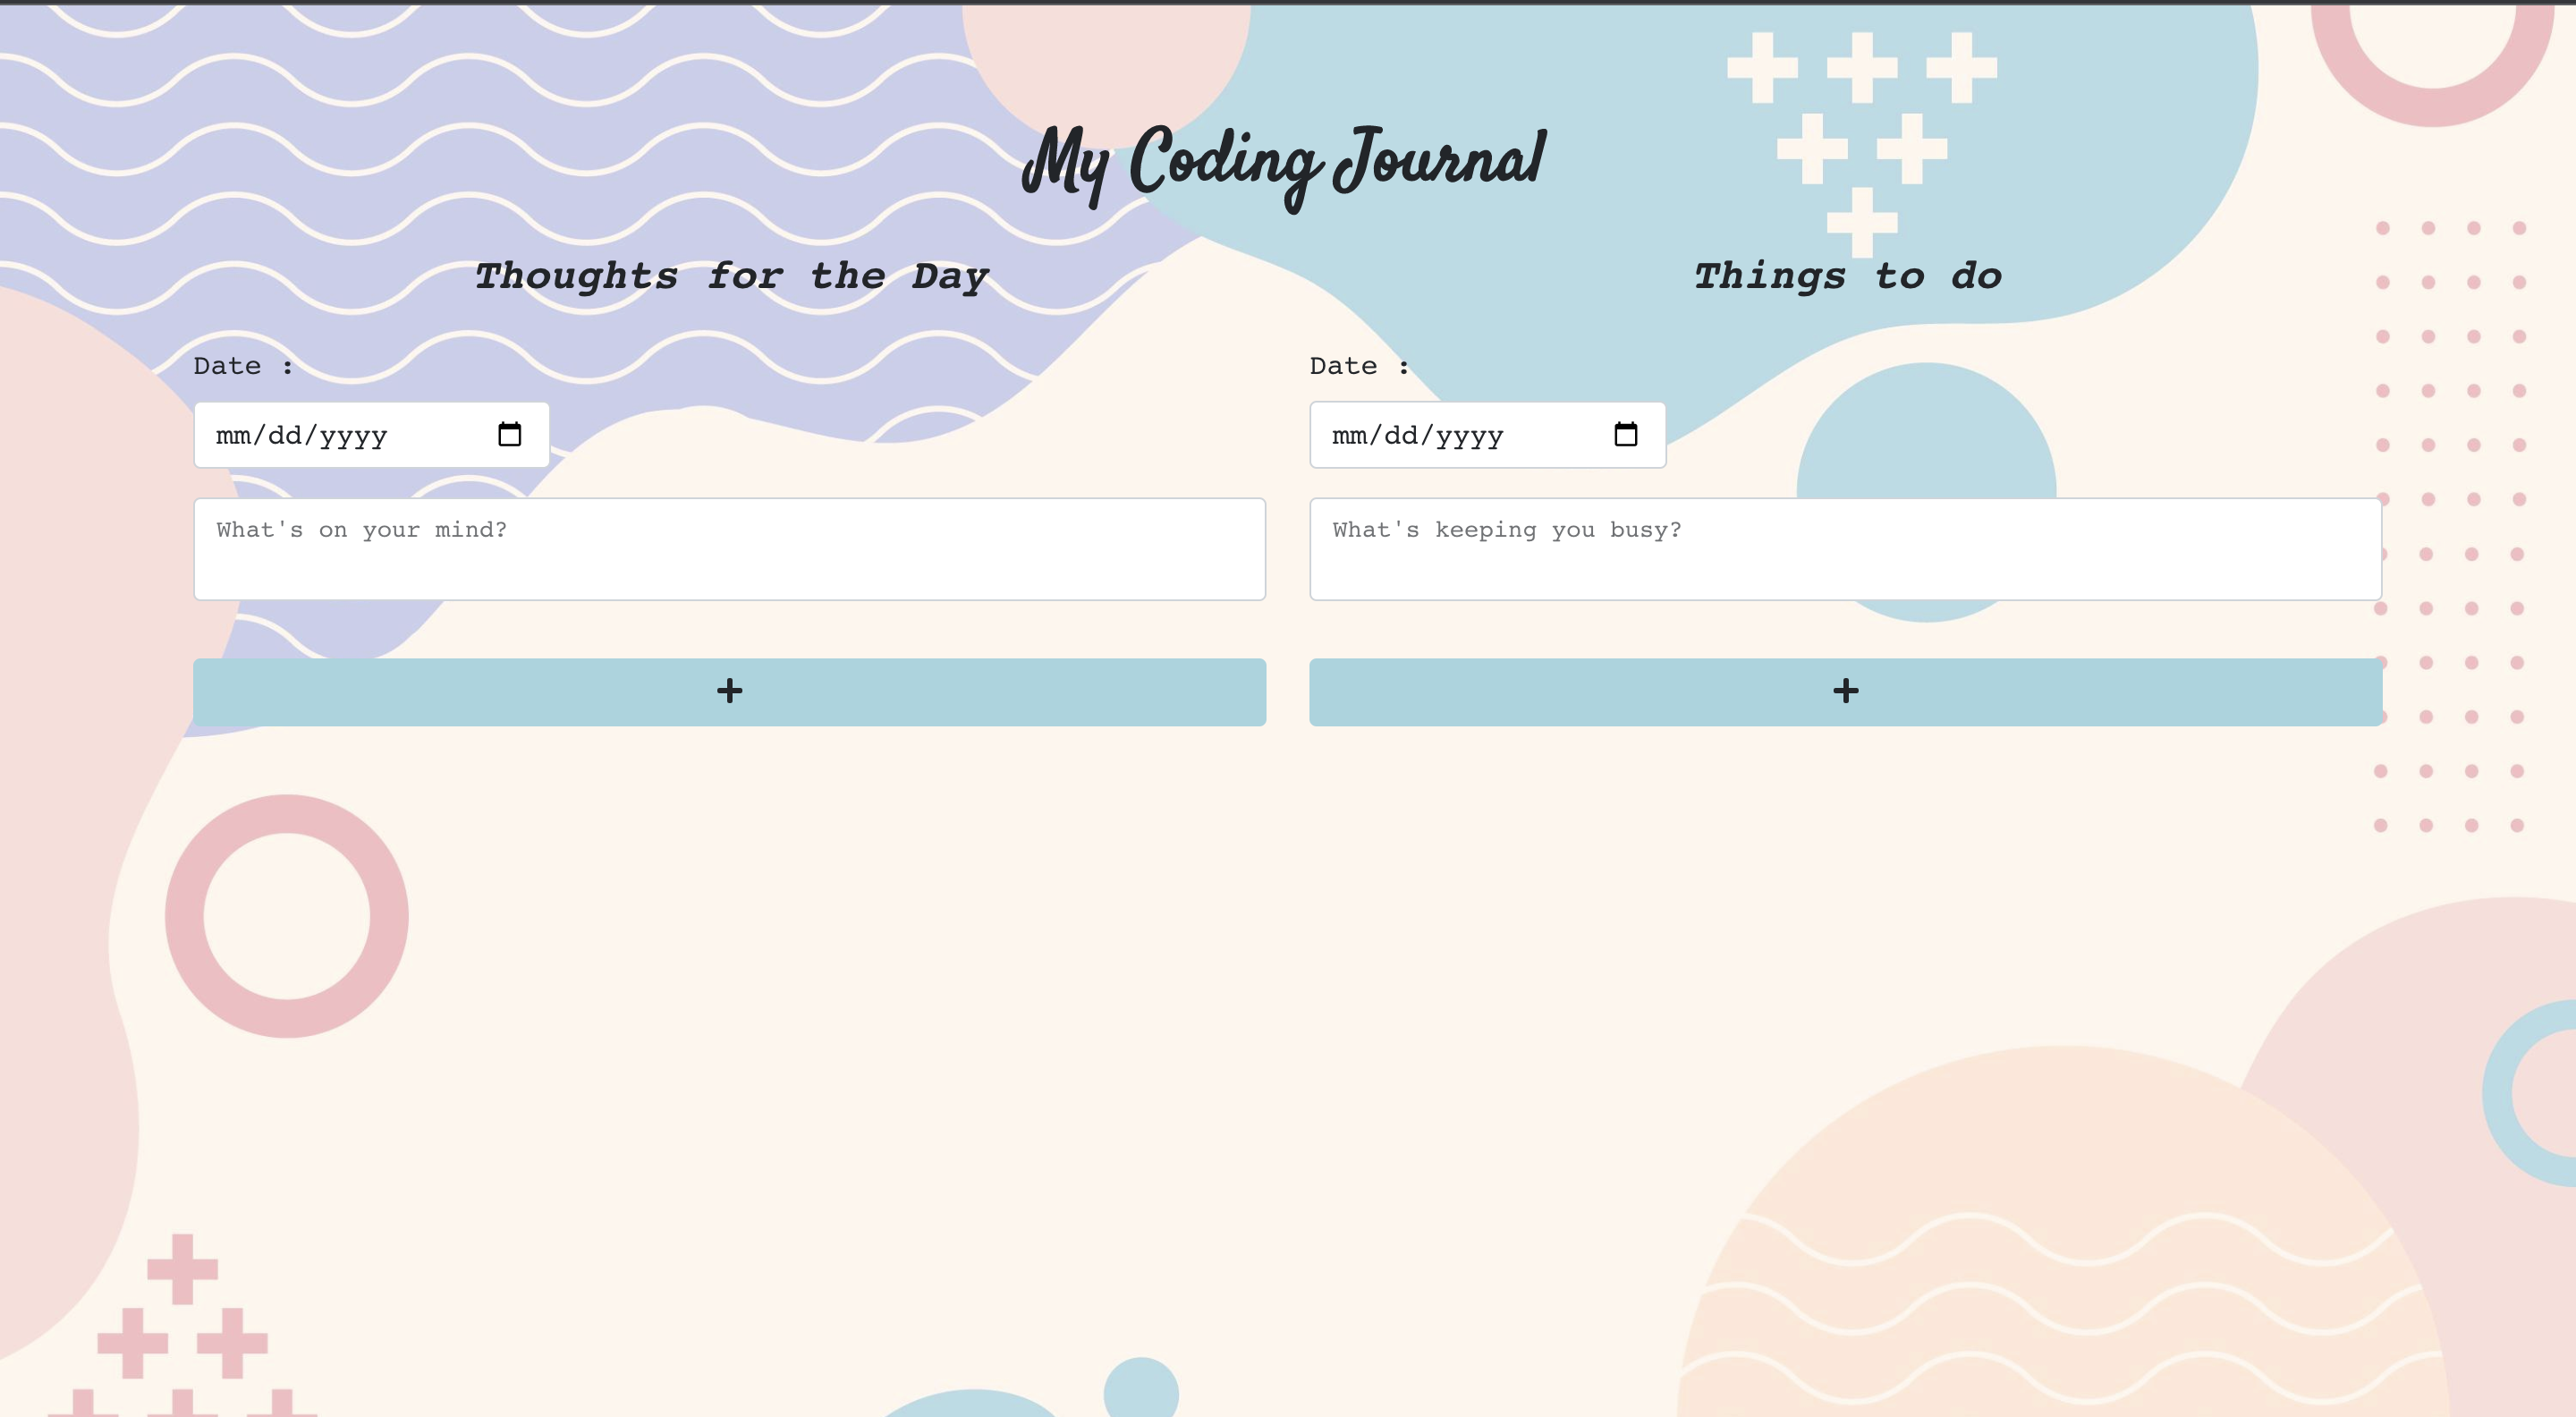 My Coding Journal
Thoughts for the Day
Things to do
Date :
Date :
mm/dd/yyyy
mm/dd/yyyy
What's on your mind?
What's keeping you busy?
+
+